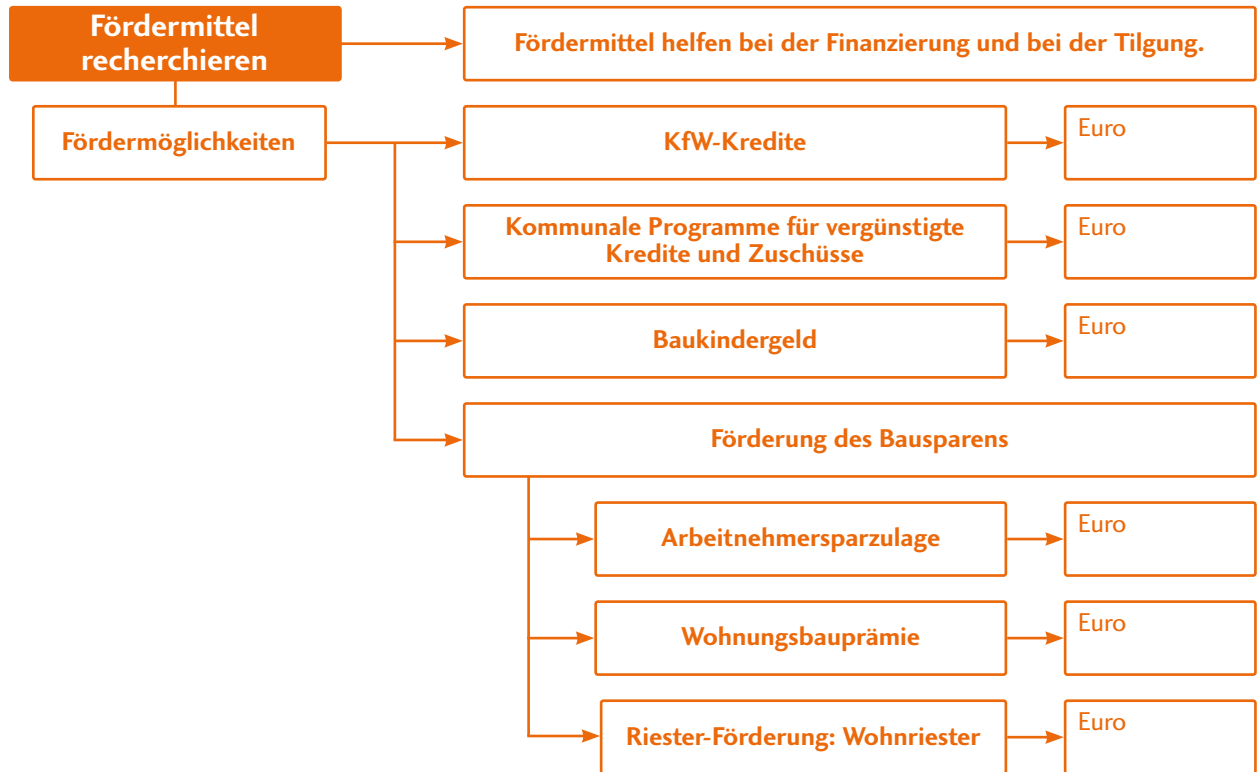 Fördermittel
recherchieren
Fördermittel helfen bei der Finanzierung und bei der Tilgung.
Fördermöglichkeiten
KfW-Kredite
Euro
Kommunale Programme für vergünstigte
Kredite und Zuschüsse
Euro
Baukindergeld
Euro
Förderung des Bausparens
Arbeitnehmersparzulage
Euro
Wohnungsbauprämie
Euro
Riester-Förderung: Wohnriester
Euro